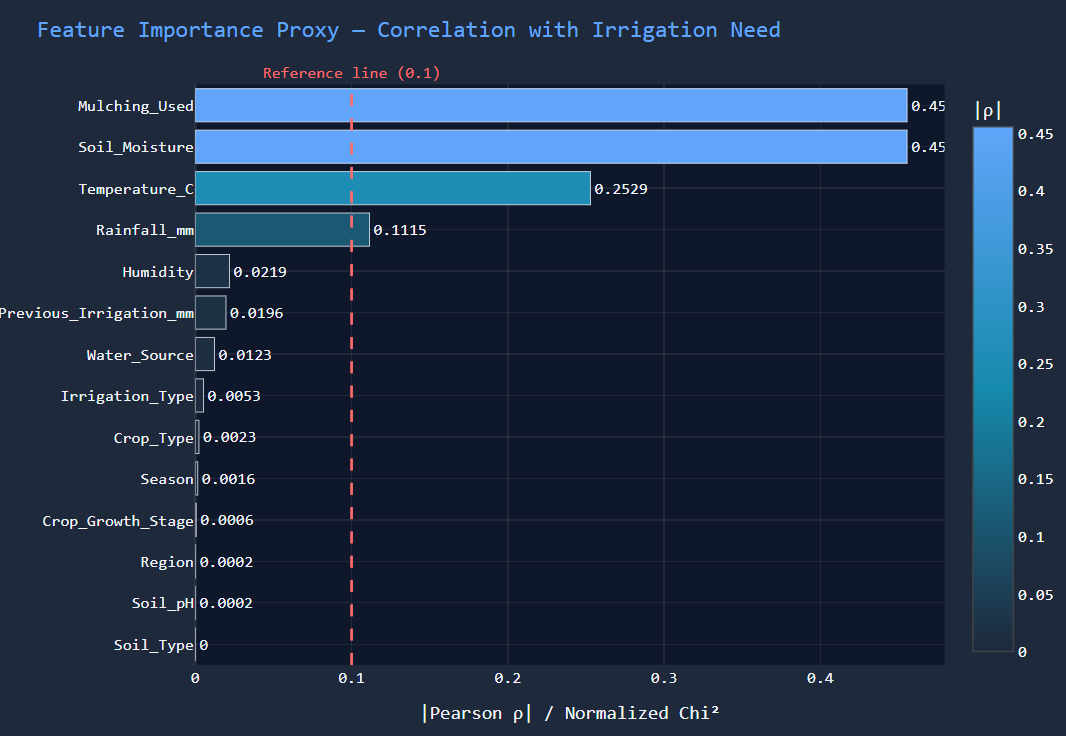 Feature Importance Proxy — Correlation with Irrigation Need
Reference line (0.1)
Mulching_Used 0.45
Soil_Moisture 0.45
Temperature_C 0.2529
Rainfall_mm 0.1115
Humidity 0.0219
Previous_Irrigation_mm 0.0196
Water_Source 0.0123
Irrigation_Type 0.0053
Crop_Type 0.0023
Season 0.0016
Crop_Growth_Stage 0.0006
Region 0.0002
Soil_pH 0.0002
Soil_Type 0
0 0.1 0.2 0.3 0.4
|Pearson ρ| / Normalized Chi²
|ρ|
0.45
0.4
0.35
0.3
0.25
0.2
0.15
0.1
0.05
0